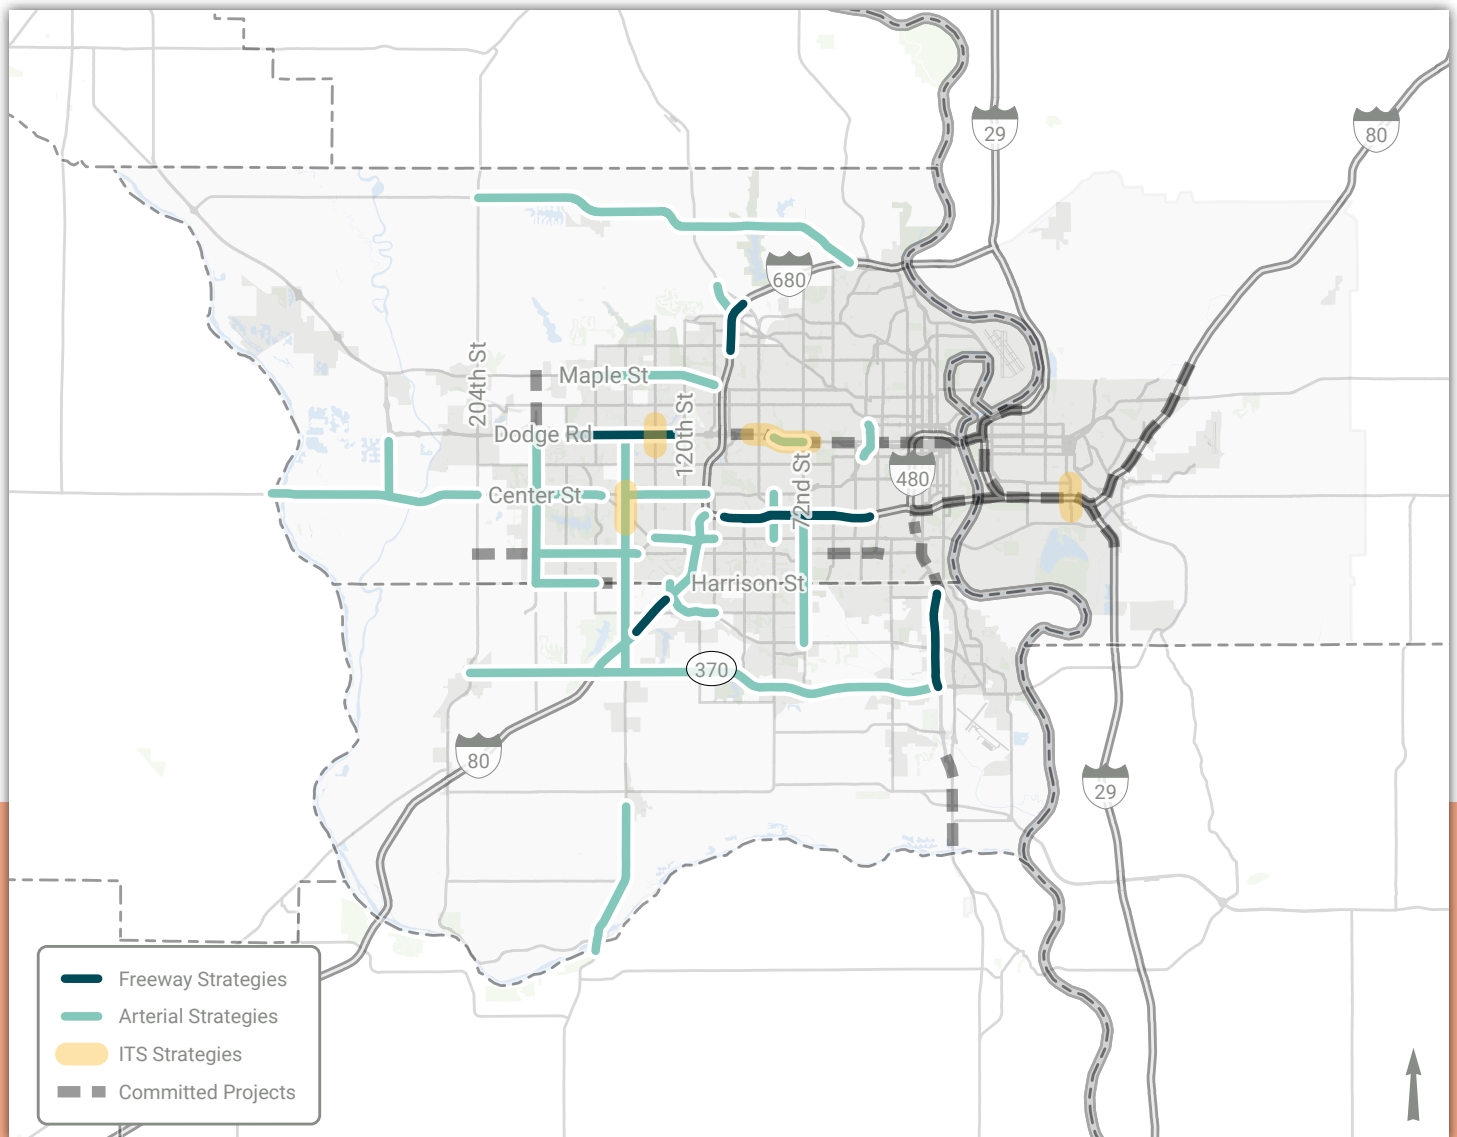 29
80
680
204th St
Maple St
120th St
Dodge Rd
72nd St
480
Center St
Harrison St
370
80
29
Freeway Strategies
Arterial Strategies
ITS Strategies
Committed Projects